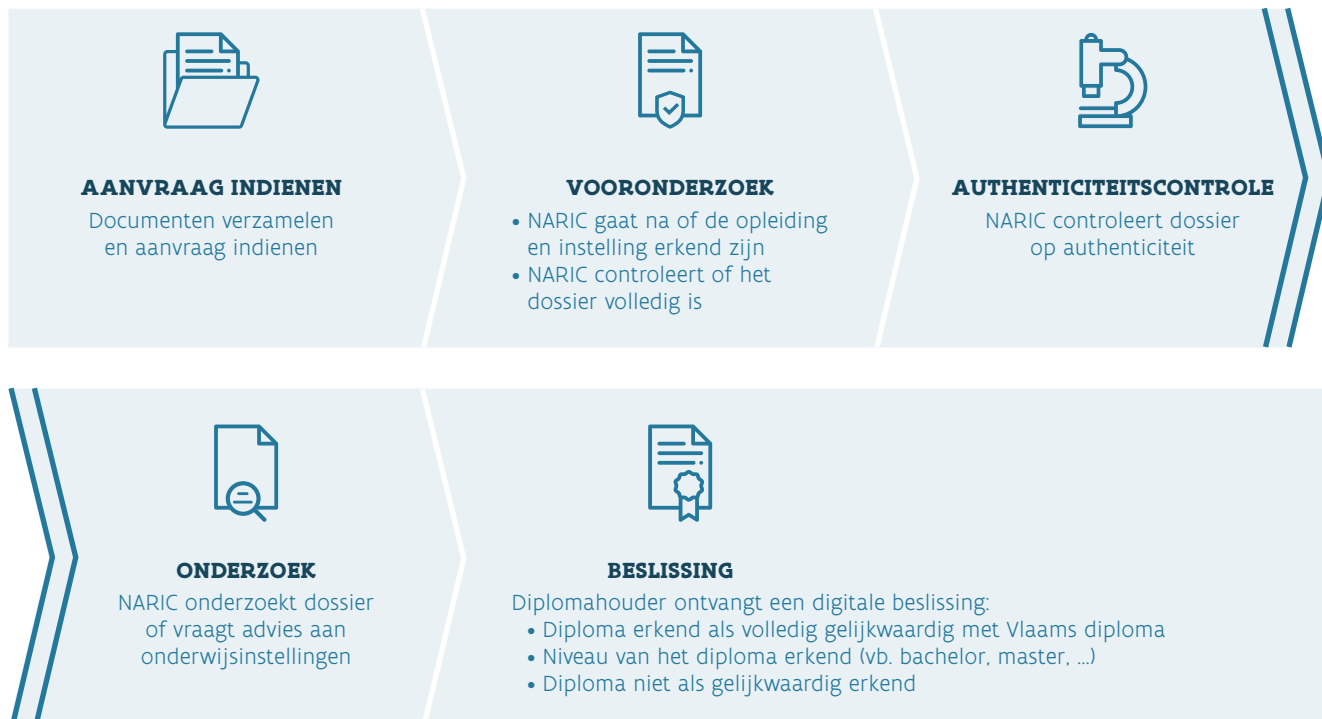 AANVRAAG INDIENEN
Documenten verzamelen
en aanvraag indienen
VOORONDERZOEK
• NARIC gaat na of de opleiding
en instelling erkend zijn
• NARIC controleert of het
dossier volledig is
AUTHENTICITEITSCONTROLE
NARIC controleert dossier
op authenticiteit
ONDERZOEK
NARIC onderzoekt dossier
of vraagt advies aan
onderwijsinstellingen
BESLISSING
Diplomahouder ontvangt een digitale beslissing:
• Diploma erkend als volledig gelijkwaardig met Vlaams diploma
• Niveau van het diploma erkend (vb. bachelor, master, ...)
• Diploma niet als gelijkwaardig erkend